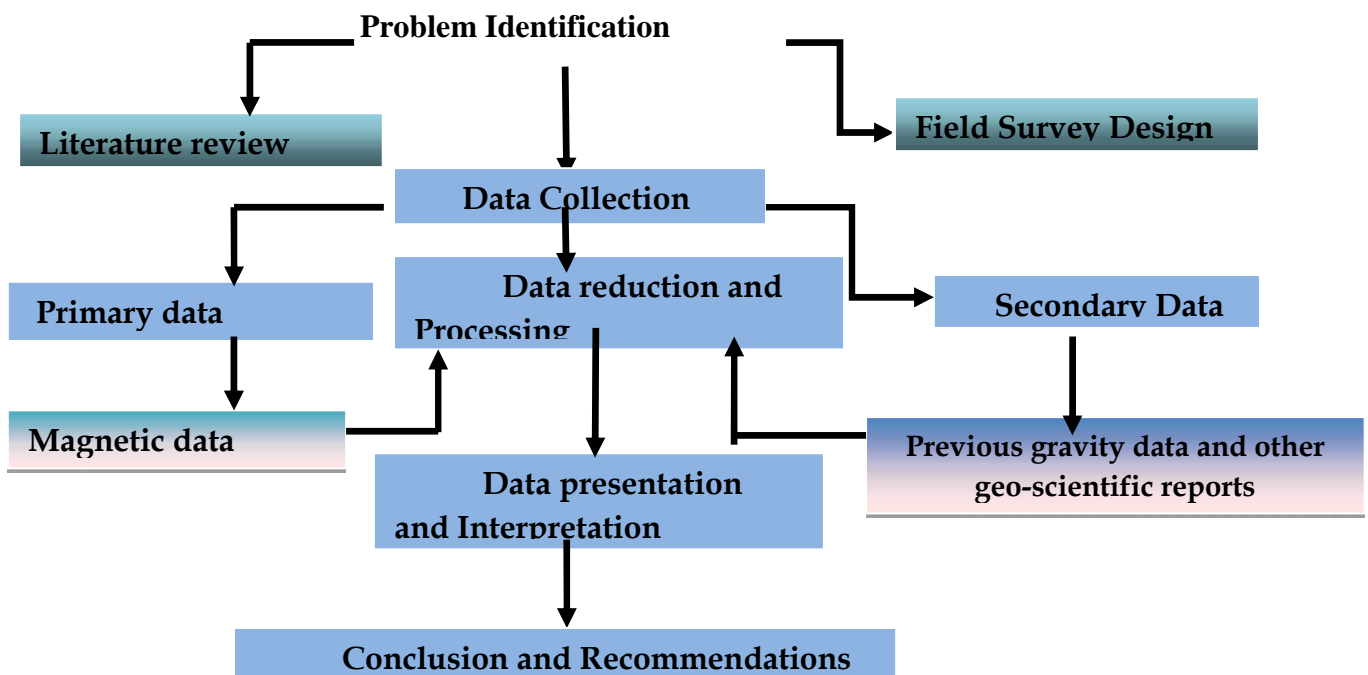 Problem Identification
Literature review
Field Survey Design
Data Collection
Data reduction and
Processing
Primary data
Secondary Data
Magnetic data
Previous gravity data and other
geo-scientific reports
Data presentation
and Interpretation
Conclusion and Recommendations